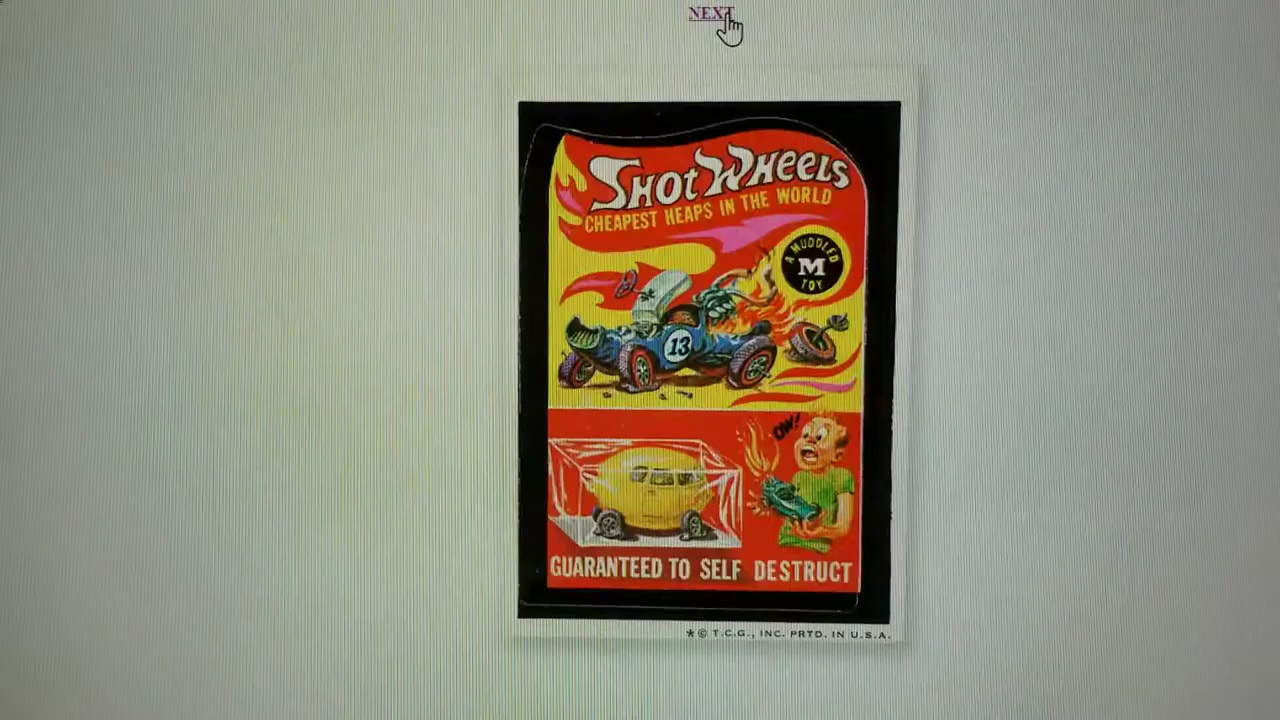 NEXT
SHOT WHEELS
CHEAPEST HEAPS IN THE WORLD
A MUDDLED
M
TOY
13
OW!
GUARANTEED TO SELF DESTRUCT
*© T.C.G., INC. PRTD. IN U.S.A.